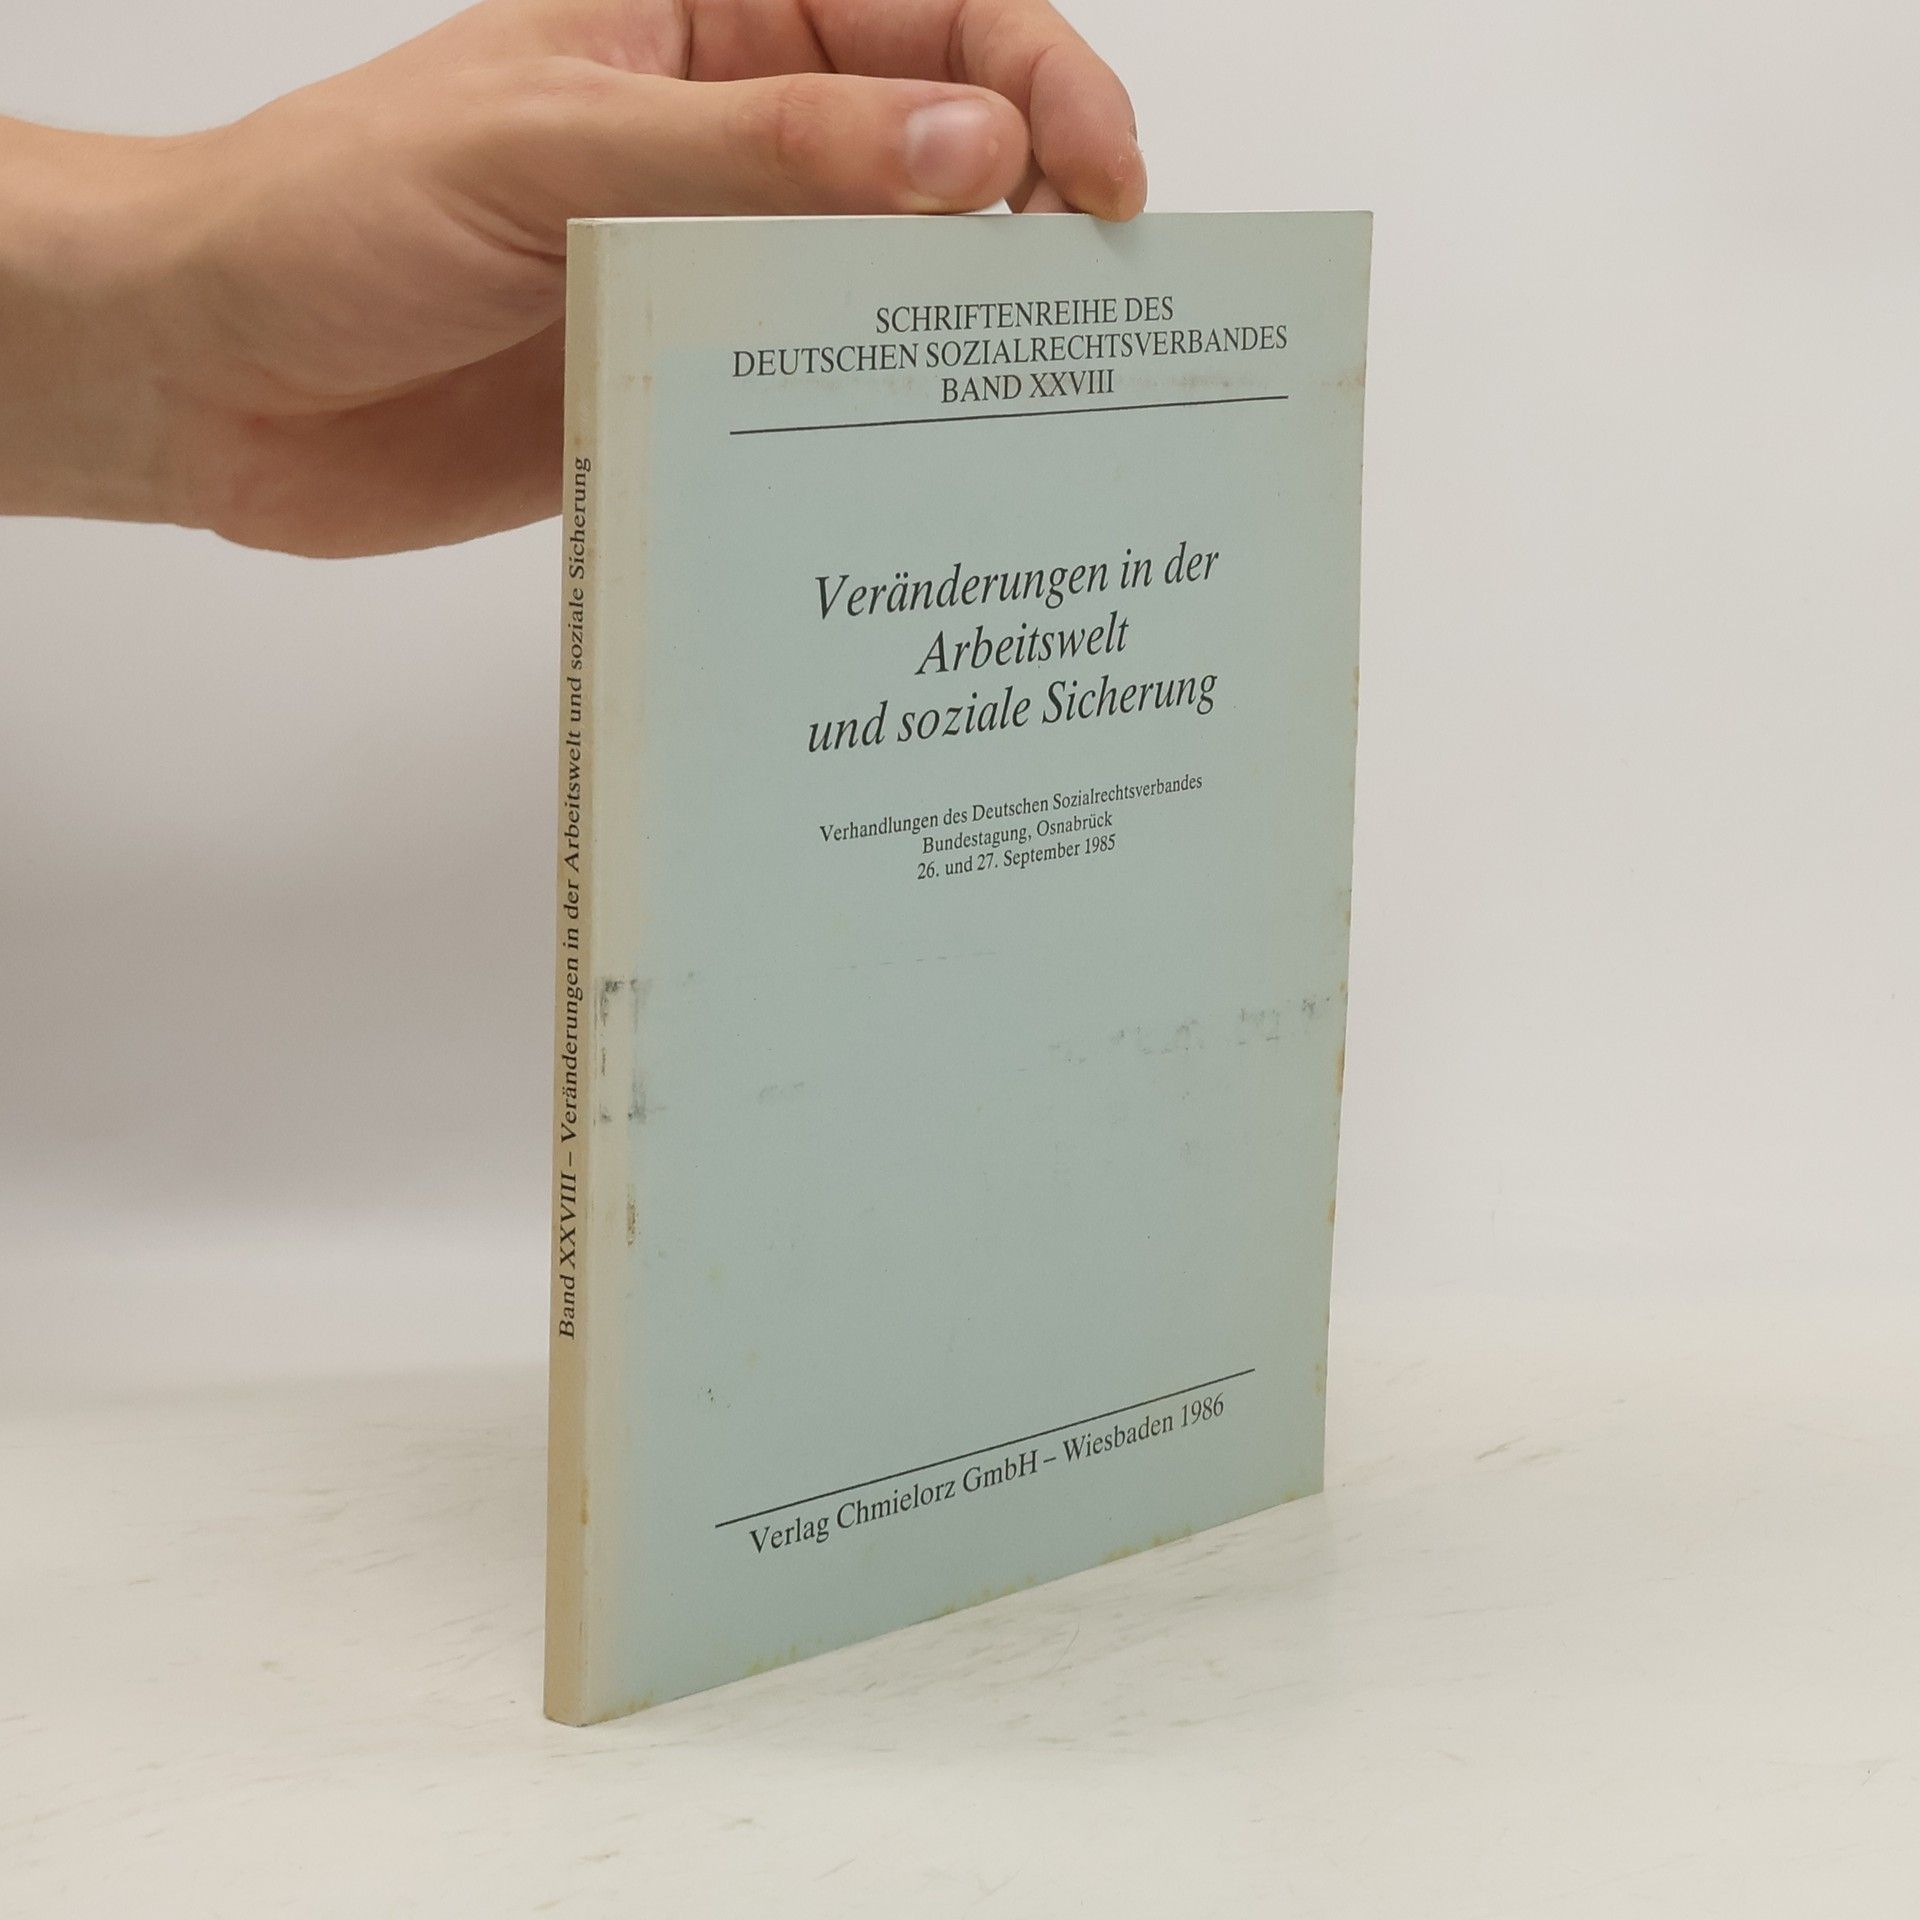 SCHRIFTENREIHE DES
DEUTSCHEN SOZIALRECHTSVERBANDES
BAND XXVIII
Veränderungen in der
Arbeitswelt
und soziale Sicherung
Verhandlungen des Deutschen Sozialrechtsverbandes
Bundestagung, Osnabrück
26. und 27. September 1985
Verlag Chmielorz GmbH – Wiesbaden 1986
Band XXVIII – Veränderungen in der Arbeitswelt und soziale Sicherung